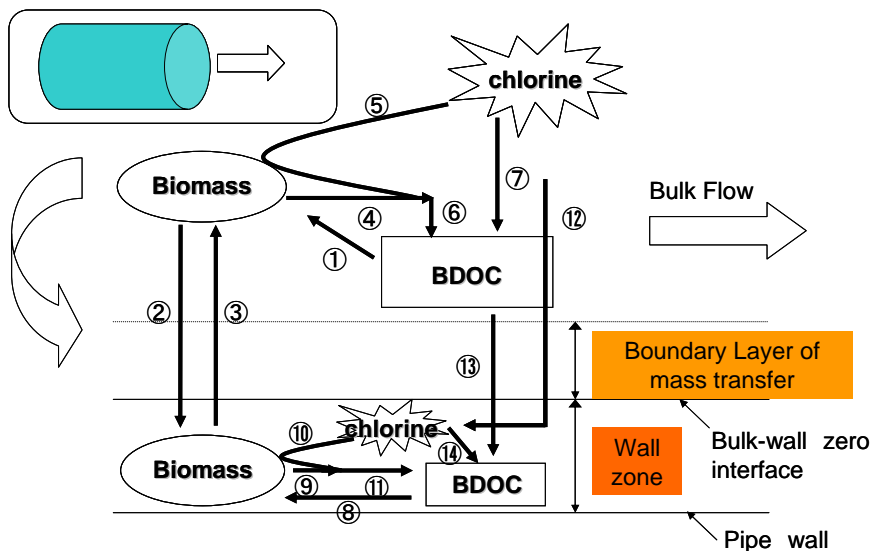 chlorine
⑤
Biomass
④
⑥
⑦
⑫
Bulk Flow
①
BDOC
②
③
⑬
Boundary Layer of
mass transfer
⑩
chlorine
Biomass
⑨
⑪
⑭
BDOC
⑧
Wall
zone
Bulk-wall zero
interface
Pipe wall